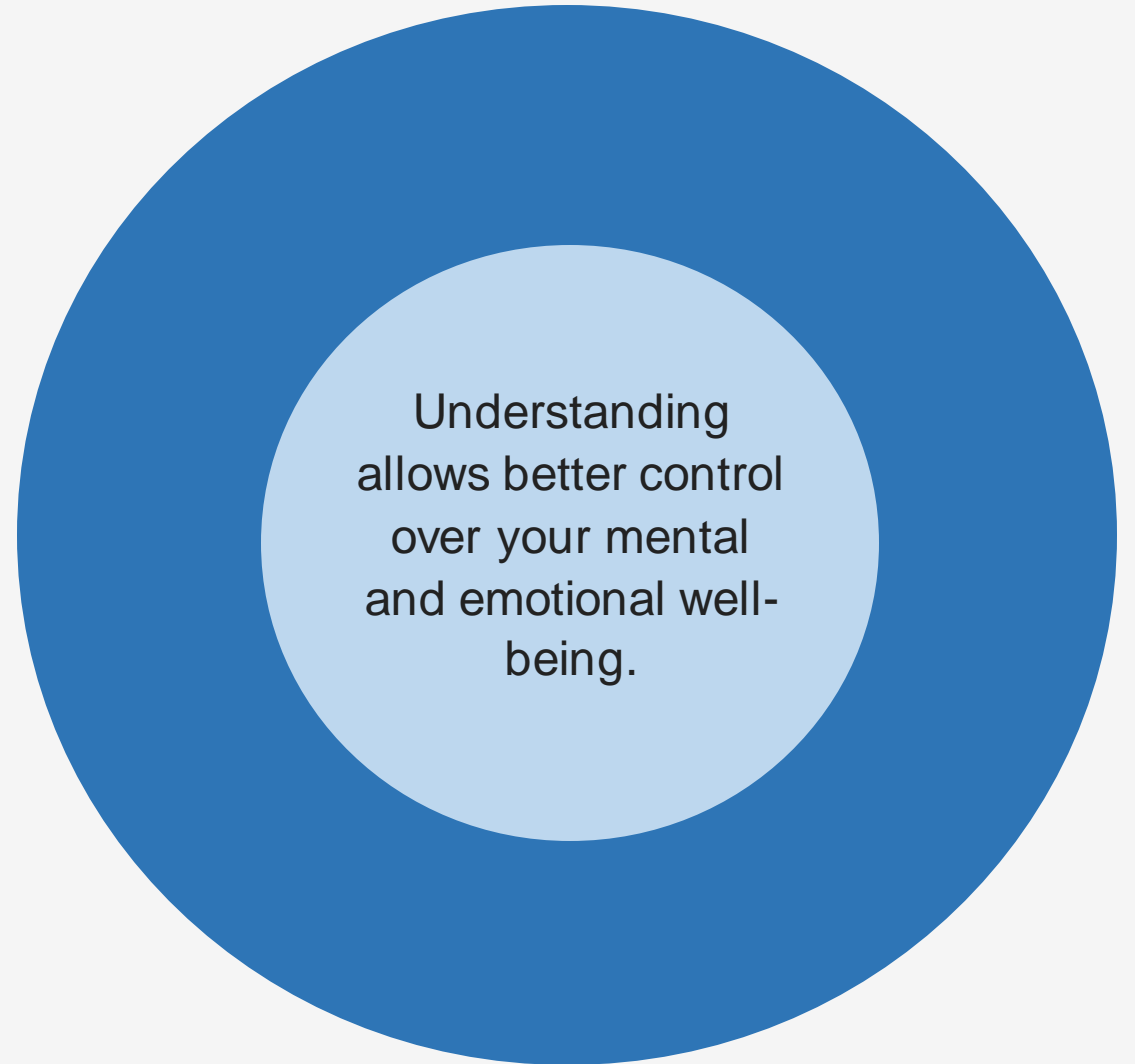 Understanding
allows better control
over your mental
and emotional well-
being.